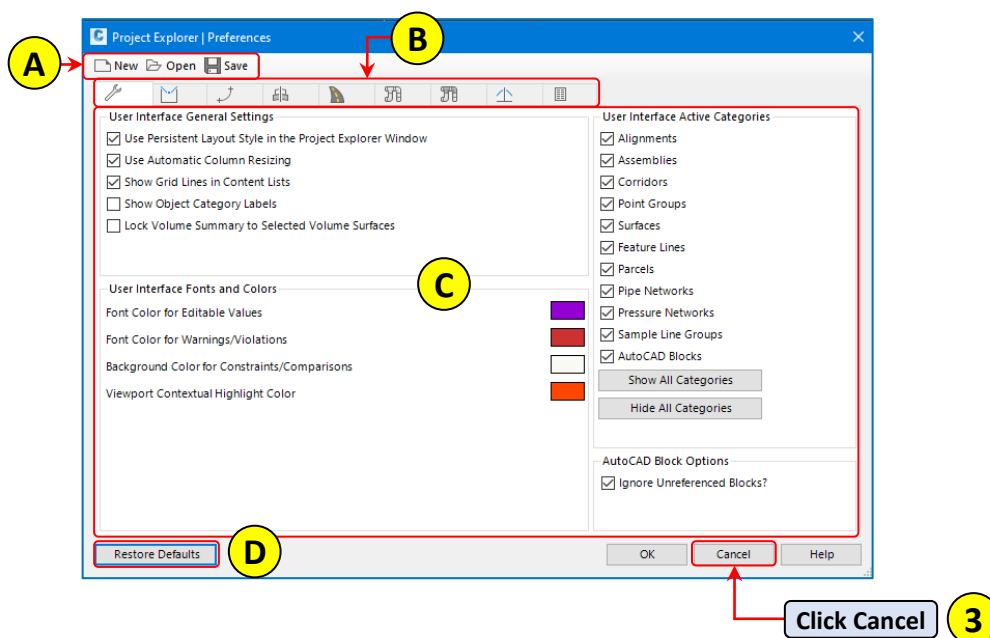 B
C Project Explorer | Preferences
A
New Open Save
User Interface General Settings
Use Persistent Layout Style in the Project Explorer Window
Use Automatic Column Resizing
Show Grid Lines in Content Lists
Show Object Category Labels
Lock Volume Summary to Selected Volume Surfaces
C
User Interface Fonts and Colors
Font Color for Editable Values
Font Color for Warnings/Violations
Background Color for Constraints/Comparisons
Viewport Contextual Highlight Color
User Interface Active Categories
Alignments
Assemblies
Corridors
Point Groups
Surfaces
Feature Lines
Parcels
Pipe Networks
Pressure Networks
Sample Line Groups
AutoCAD Blocks
Show All Categories
Hide All Categories
AutoCAD Block Options
Ignore Unreferenced Blocks?
Restore Defaults
D
OK Cancel Help
Click Cancel 3